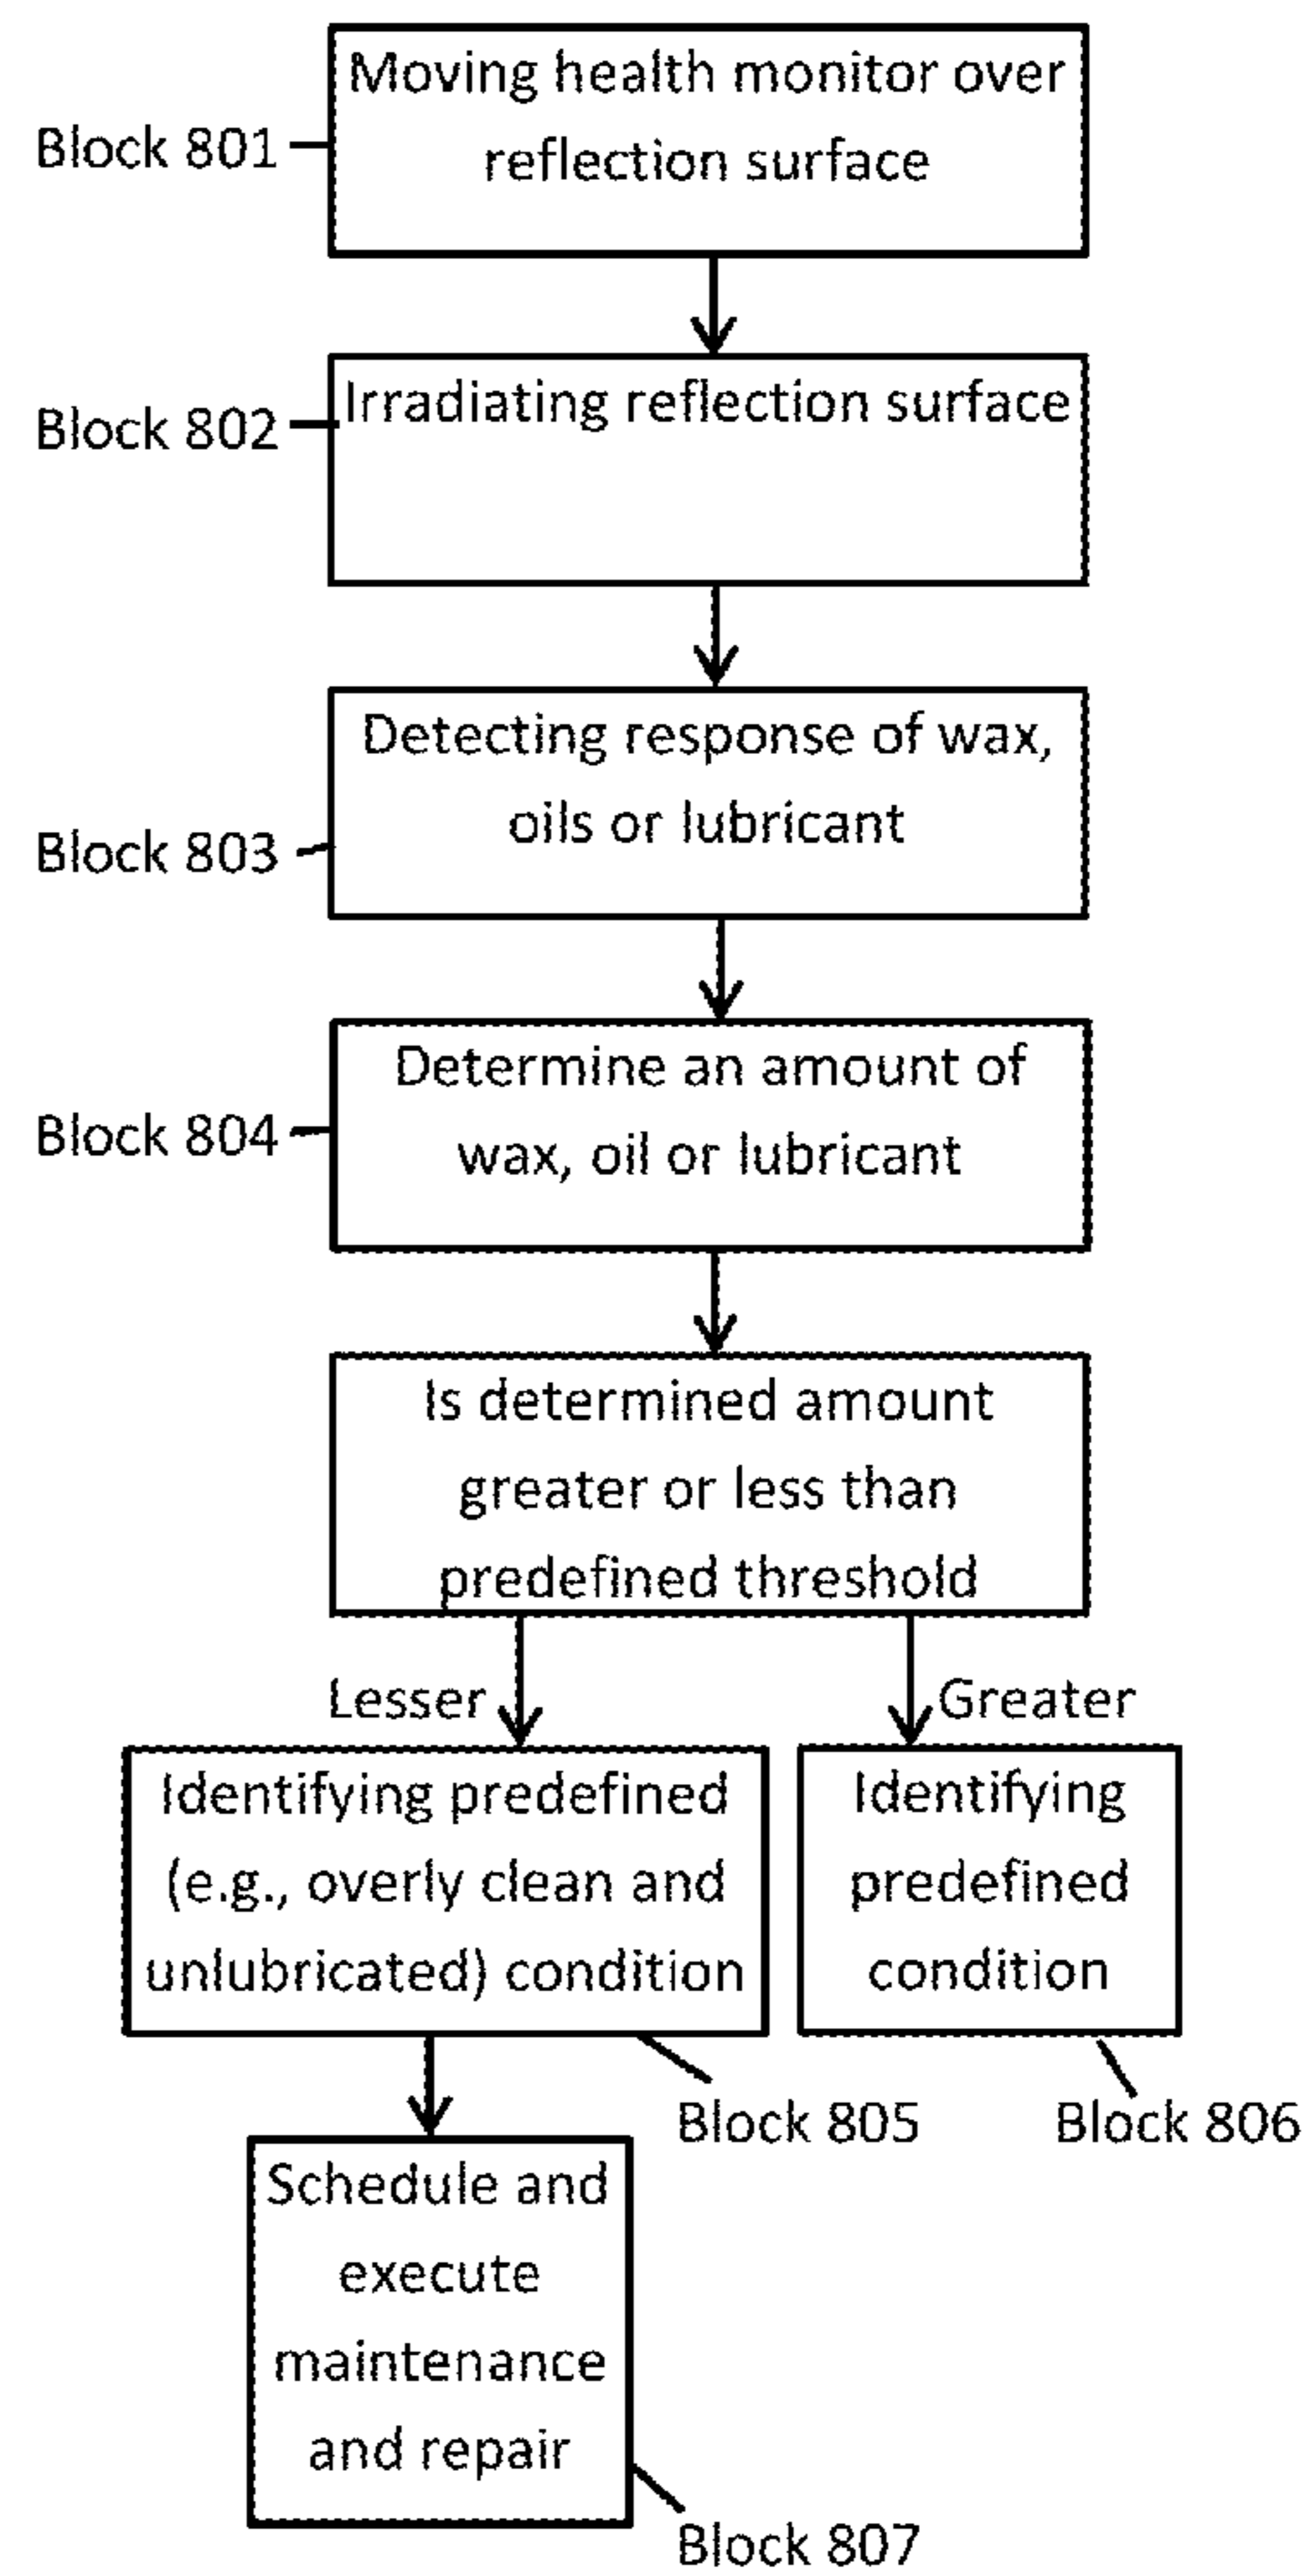 Moving health monitor over
reflection surface
Block 801
Irradiating reflection surface
Block 802
Detecting response of wax,
oils or lubricant
Block 803
Determine an amount of
wax, oil or lubricant
Block 804
Is determined amount
greater or less than
predefined threshold
Lesser
Greater
Identifying predefined
(e.g., overly clean and
unlubricated) condition
Identifying
predefined
condition
Block 805
Block 806
Schedule and
execute
maintenance
and repair
Block 807